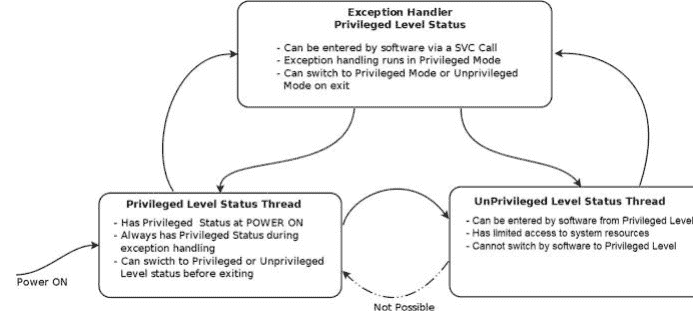 Exception Handler
Privileged Level Status
- Can be entered by software via a SVC Call
- Exception handling runs in Privileged Mode
- Can switch to Privileged Mode or Unprivileged
Mode on exit
Privileged Level Status Thread
- Has Privileged Status at POWER ON
- Always has Privileged Status during
exception handling
- Can swicth to Privileged or Unprivileged
Level status before exiting
UnPrivileged Level Status Thread
- Can be entered by software from Privileged Level
- Has limited access to system resources
- Cannot switch by software to Privileged Level
Power ON
Not Possible